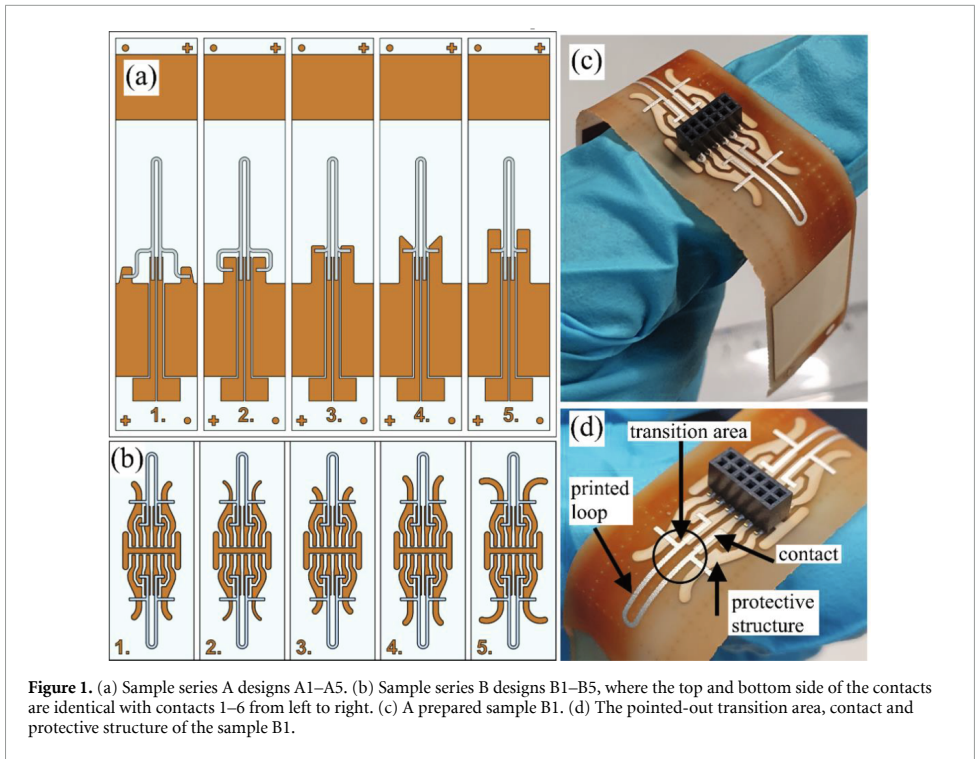 (a)
1.
2.
3.
4.
5.
(b)
1.
2.
3.
4.
5.
(c)
(d)
transition area
printed
loop
contact
protective
structure
Figure 1. (a) Sample series A designs A1–A5. (b) Sample series B designs B1–B5, where the top and bottom side of the contacts
are identical with contacts 1–6 from left to right. (c) A prepared sample B1. (d) The pointed-out transition area, contact and
protective structure of the sample B1.